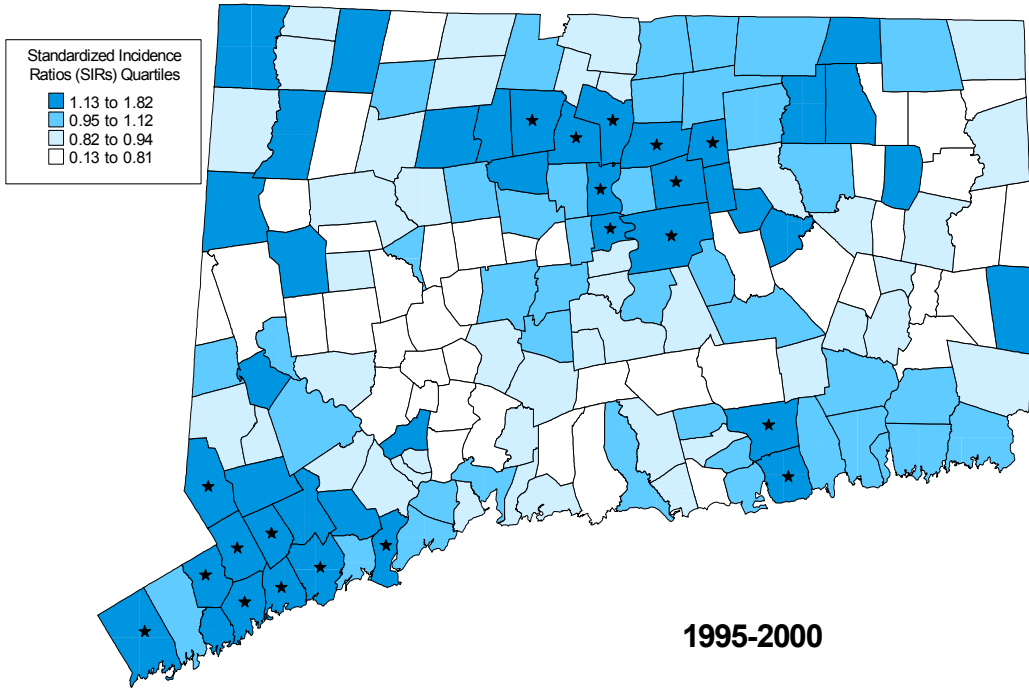 Standardized Incidence
Ratios (SIRs) Quartiles
1.13 to 1.82
0.95 to 1.12
0.82 to 0.94
0.13 to 0.81
1995-2000